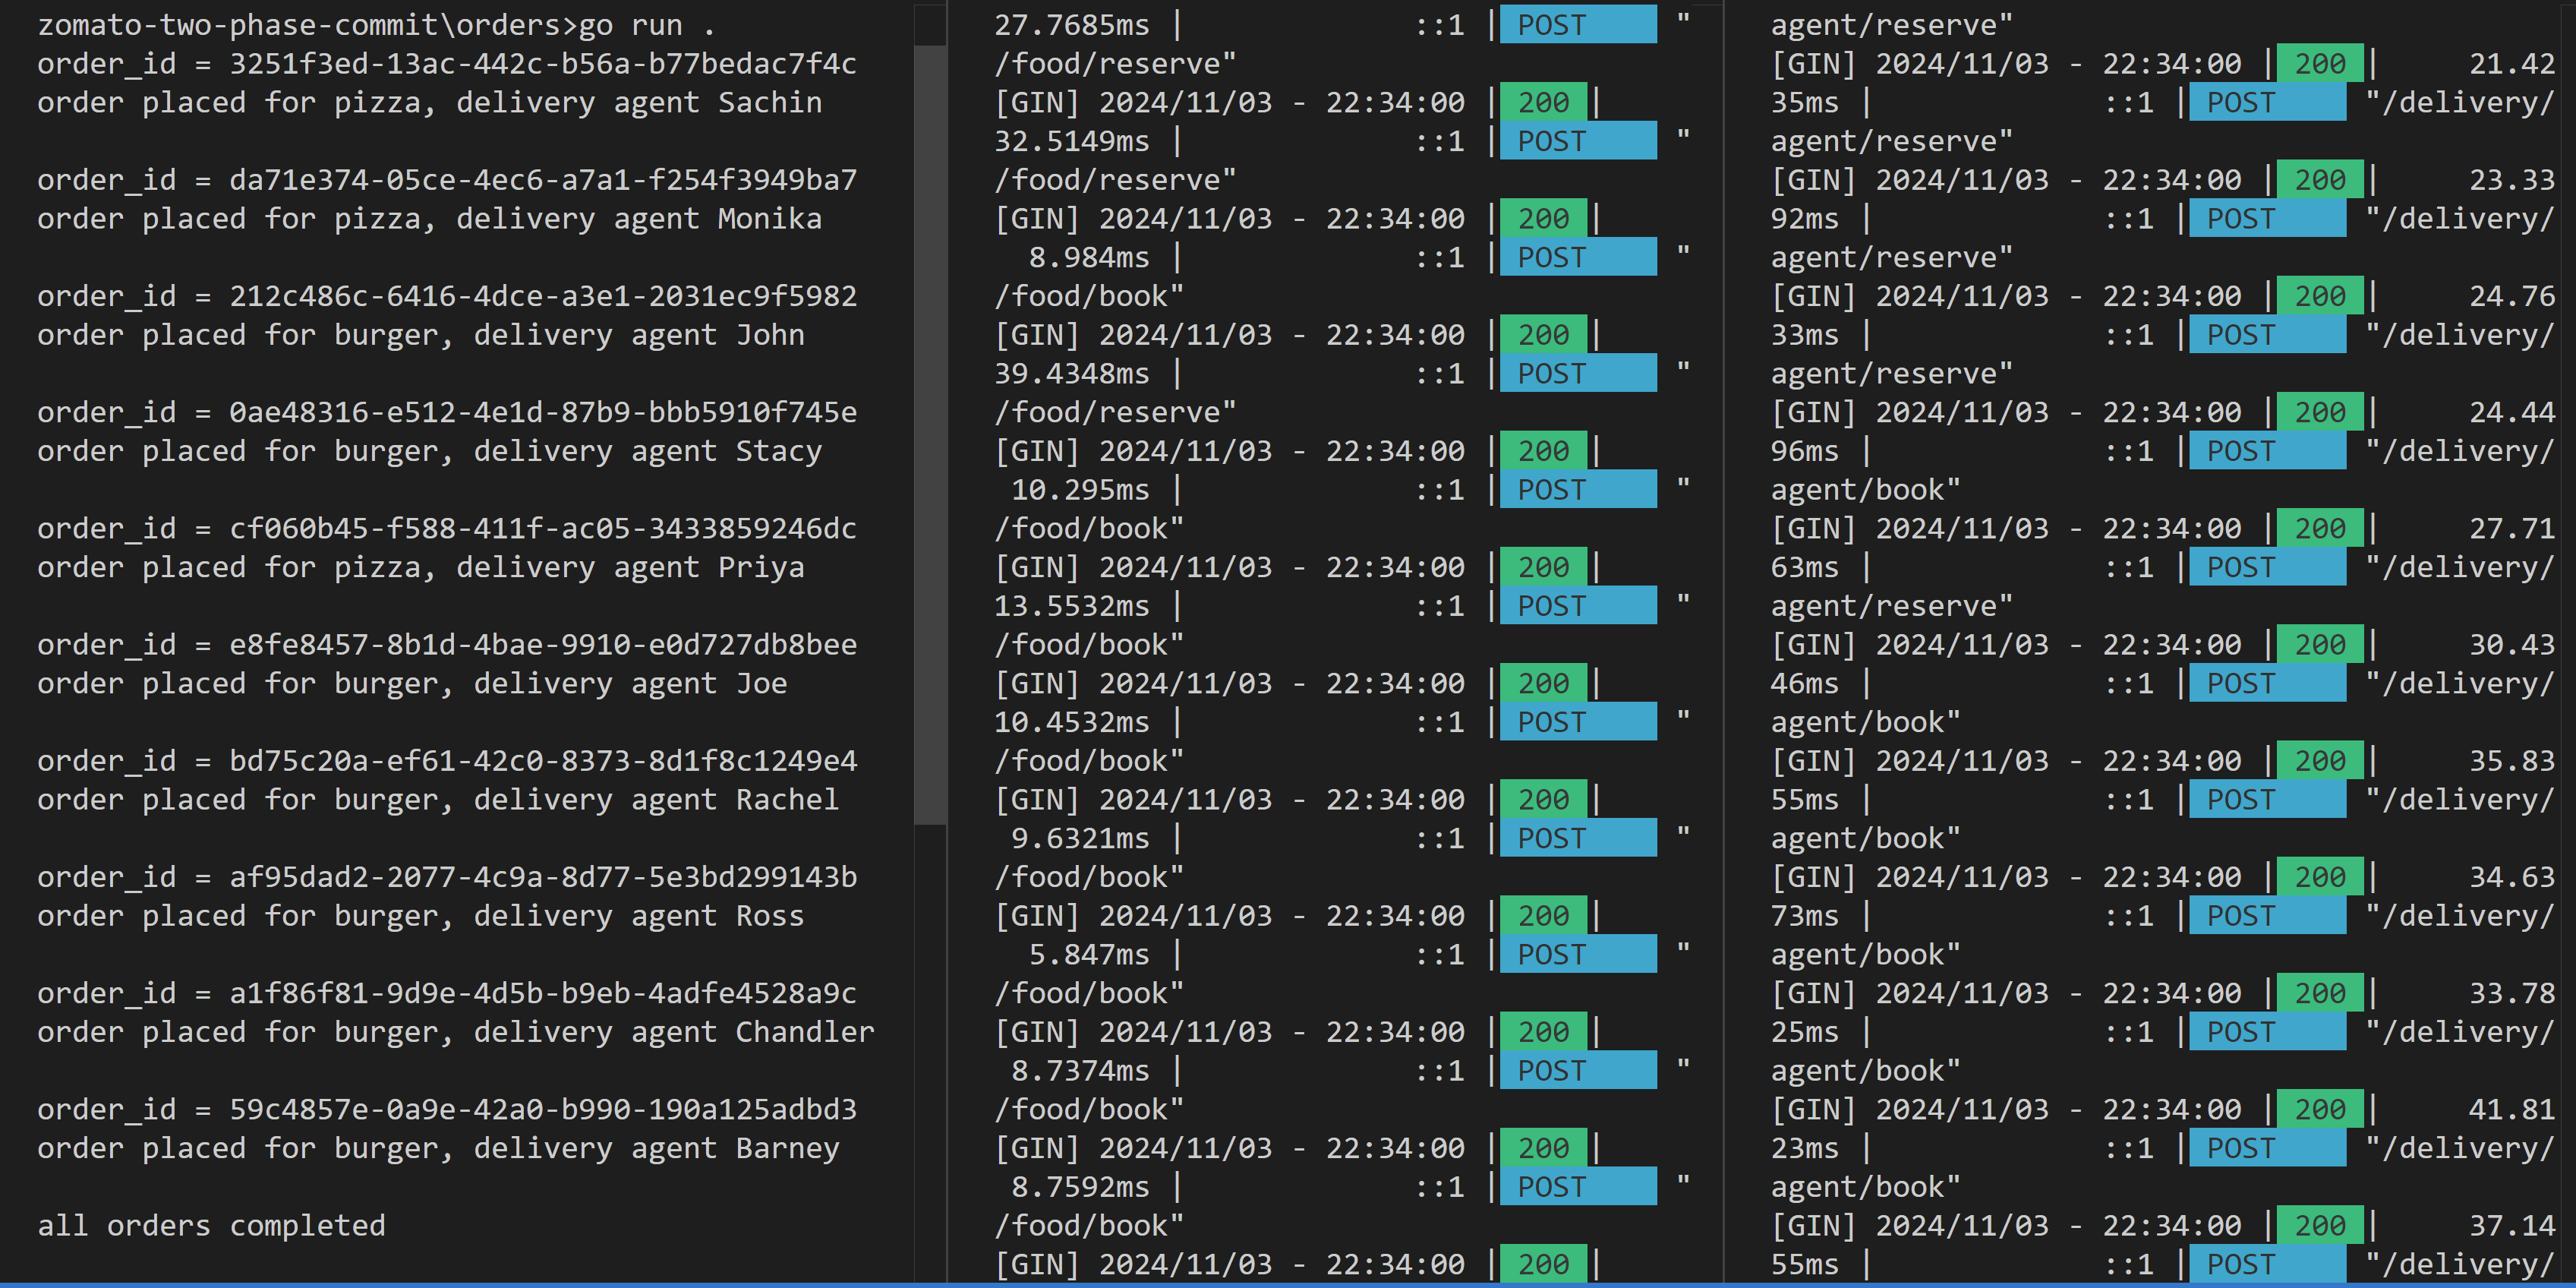 zomato-two-phase-commit\orders>go run .
order_id = 3251f3ed-13ac-442c-b56a-b77bedac7f4c
order placed for pizza, delivery agent Sachin
order_id = da71e374-05ce-4ec6-a7a1-f254f3949ba7
order placed for pizza, delivery agent Monika
order_id = 212c486c-6416-4dce-a3e1-2031ec9f5982
order placed for burger, delivery agent John
order_id = 0ae48316-e512-4e1d-87b9-bbb5910f745e
order placed for burger, delivery agent Stacy
order_id = cf060b45-f588-411f-ac05-3433859246dc
order placed for pizza, delivery agent Priya
order_id = e8fe8457-8b1d-4bae-9910-e0d727db8bee
order placed for burger, delivery agent Joe
order_id = bd75c20a-ef61-42c0-8373-8d1f8c1249e4
order placed for burger, delivery agent Rachel
order_id = af95dad2-2077-4c9a-8d77-5e3bd299143b
order placed for burger, delivery agent Ross
order_id = a1f86f81-9d9e-4d5b-b9eb-4adfe4528a9c
order placed for burger, delivery agent Chandler
order_id = 59c4857e-0a9e-42a0-b990-190a125adbd3
order placed for burger, delivery agent Barney
all orders completed
27.7685ms | ::1 | POST "
/food/reserve"
[GIN] 2024/11/03 - 22:34:00 | 200 |
32.5149ms | ::1 | POST "
/food/reserve"
[GIN] 2024/11/03 - 22:34:00 | 200 |
8.984ms | ::1 | POST "
/food/book"
[GIN] 2024/11/03 - 22:34:00 | 200 |
39.4348ms | ::1 | POST "
/food/reserve"
[GIN] 2024/11/03 - 22:34:00 | 200 |
10.295ms | ::1 | POST "
/food/book"
[GIN] 2024/11/03 - 22:34:00 | 200 |
13.5532ms | ::1 | POST "
/food/book"
[GIN] 2024/11/03 - 22:34:00 | 200 |
10.4532ms | ::1 | POST "
/food/book"
[GIN] 2024/11/03 - 22:34:00 | 200 |
9.6321ms | ::1 | POST "
/food/book"
[GIN] 2024/11/03 - 22:34:00 | 200 |
5.847ms | ::1 | POST "
/food/book"
[GIN] 2024/11/03 - 22:34:00 | 200 |
8.7374ms | ::1 | POST "
/food/book"
[GIN] 2024/11/03 - 22:34:00 | 200 |
8.7592ms | ::1 | POST "
/food/book"
[GIN] 2024/11/03 - 22:34:00 | 200 |
agent/reserve"
[GIN] 2024/11/03 - 22:34:00 | 200 | 21.42
35ms | ::1 | POST "/delivery/
agent/reserve"
[GIN] 2024/11/03 - 22:34:00 | 200 | 23.33
92ms | ::1 | POST "/delivery/
agent/reserve"
[GIN] 2024/11/03 - 22:34:00 | 200 | 24.76
33ms | ::1 | POST "/delivery/
agent/reserve"
[GIN] 2024/11/03 - 22:34:00 | 200 | 24.44
96ms | ::1 | POST "/delivery/
agent/book"
[GIN] 2024/11/03 - 22:34:00 | 200 | 27.71
63ms | ::1 | POST "/delivery/
agent/reserve"
[GIN] 2024/11/03 - 22:34:00 | 200 | 30.43
46ms | ::1 | POST "/delivery/
agent/book"
[GIN] 2024/11/03 - 22:34:00 | 200 | 35.83
55ms | ::1 | POST "/delivery/
agent/book"
[GIN] 2024/11/03 - 22:34:00 | 200 | 34.63
73ms | ::1 | POST "/delivery/
agent/book"
[GIN] 2024/11/03 - 22:34:00 | 200 | 33.78
25ms | ::1 | POST "/delivery/
agent/book"
[GIN] 2024/11/03 - 22:34:00 | 200 | 41.81
23ms | ::1 | POST "/delivery/
agent/book"
[GIN] 2024/11/03 - 22:34:00 | 200 | 37.14
55ms | ::1 | POST "/delivery/